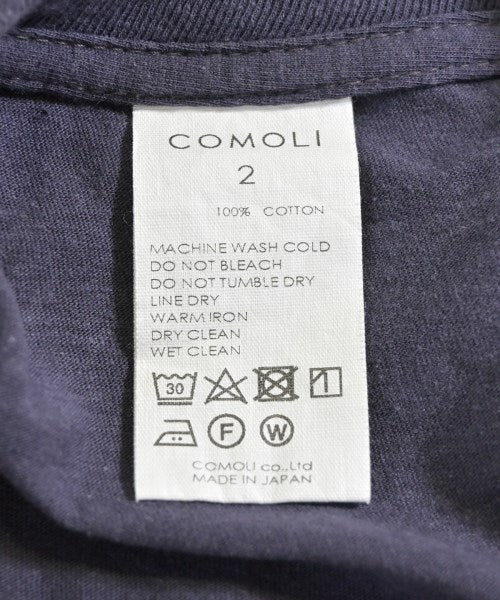 COMOLI
2
100% COTTON
MACHINE WASH COLD
DO NOT BLEACH
DO NOT TUMBLE DRY
LINE DRY
WARM IRON
DRY CLEAN
WET CLEAN
30
F W
COMOLI co.,Ltd
MADE IN JAPAN